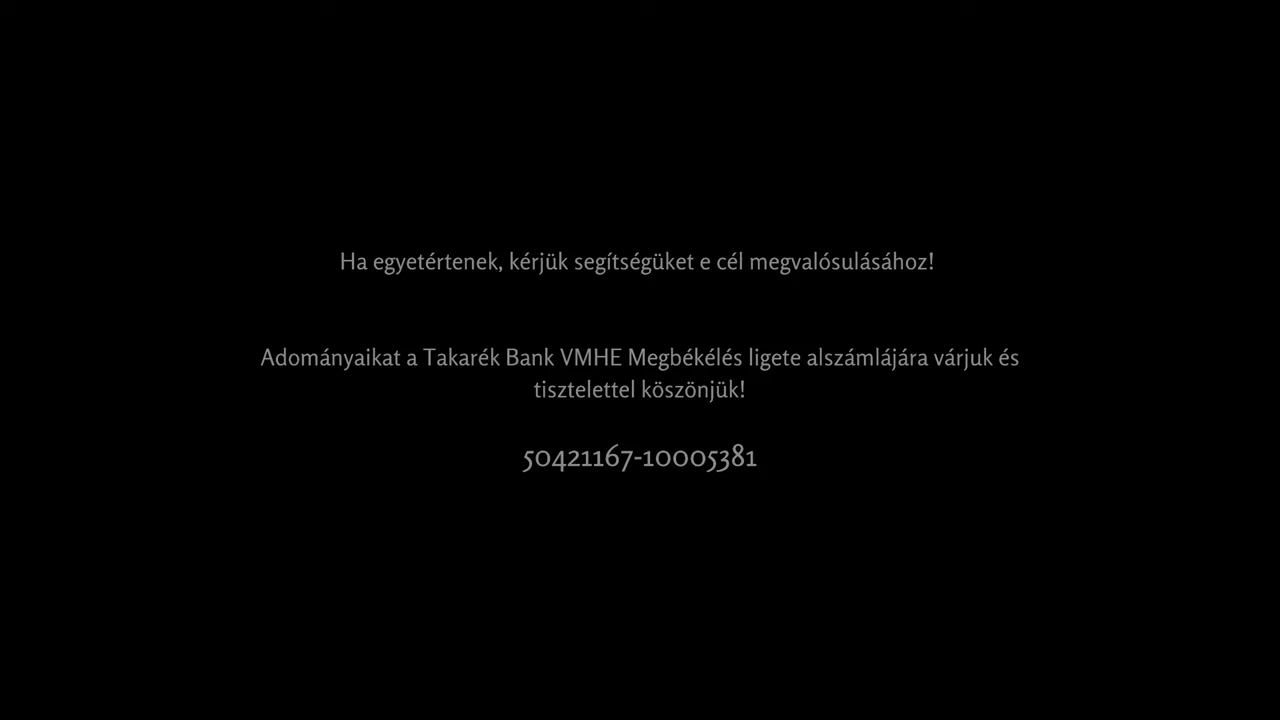 Ha egyetértenek, kérjük segítségüket e cél megvalósulásához!
Adományaikat a Takarék Bank VMHE Megbékélés ligete alszámlájára várjuk és
tisztelettel köszönjük!
50421167-10005381